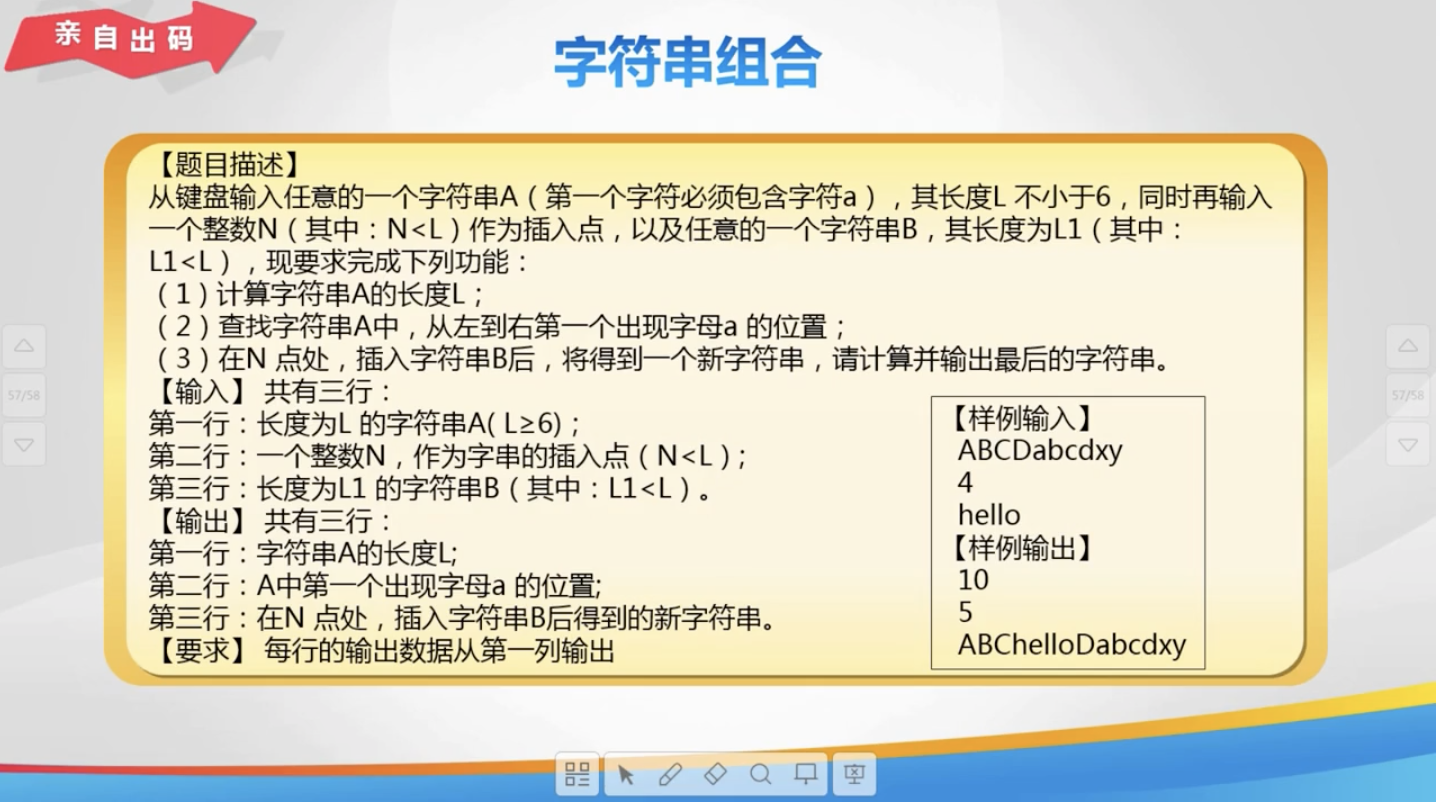 亲自出码
字符串组合
【题目描述】
从键盘输入任意的一个字符串A（第一个字符必须包含字符a），其长度L 不小于6，同时再输入
一个整数N（其中：N<L）作为插入点，以及任意的一个字符串B，其长度为L1（其中：
L1<L），现要求完成下列功能：
（1）计算字符串A的长度L；
（2）查找字符串A中，从左到右第一个出现字母a 的位置；
（3）在N 点处，插入字符串B后，将得到一个新字符串，请计算并输出最后的字符串。
【输入】 共有三行：
第一行：长度为L 的字符串A( L≥6)；
第二行：一个整数N，作为字串的插入点（N<L）；
第三行：长度为L1 的字符串B（其中：L1<L）。
【输出】 共有三行：
第一行：字符串A的长度L;
第二行：A中第一个出现字母a 的位置;
第三行：在N 点处，插入字符串B后得到的新字符串。
【要求】 每行的输出数据从第一列输出
【样例输入】
ABCDabcdxy
4
hello
【样例输出】
10
5
ABChelloDabcdxy
57/58
57/58